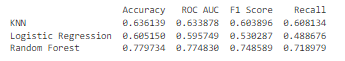 Accuracy ROC AUC F1 Score Recall
KNN 0.636139 0.633878 0.603896 0.608134
Logistic Regression 0.605150 0.595749 0.530287 0.488676
Random Forest 0.779734 0.774830 0.748589 0.718979